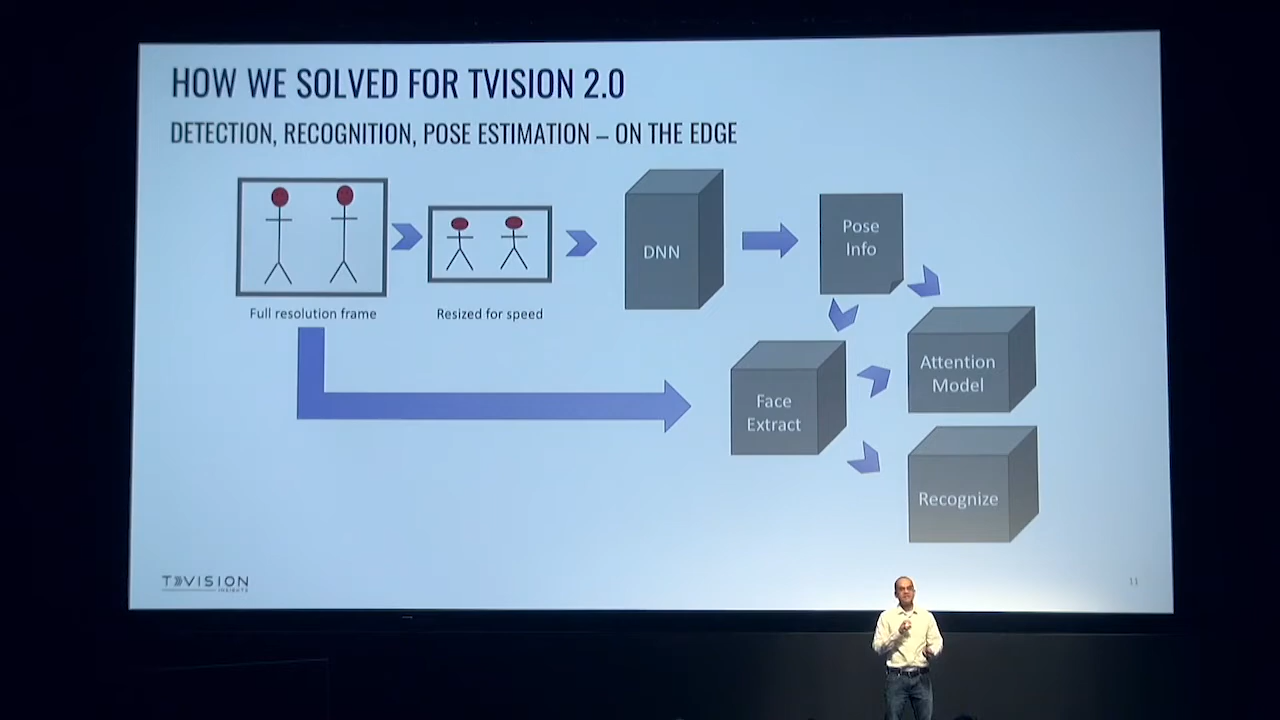 HOW WE SOLVED FOR TVISION 2.0
DETECTION, RECOGNITION, POSE ESTIMATION – ON THE EDGE
Full resolution frame
Resized for speed
DNN
Pose
Info
Face
Extract
Attention
Model
Recognize
TVISION
INSIGHTS
11